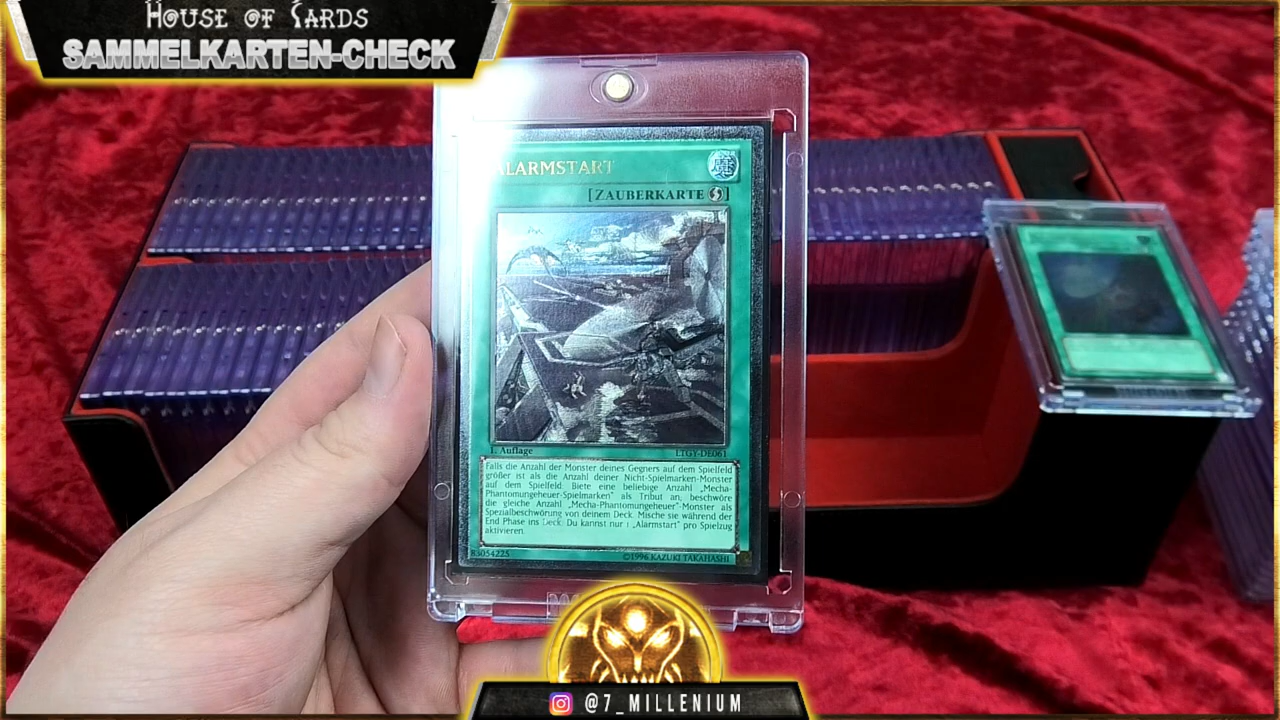 HOUSE OF CARDS
SAMMELKARTEN-CHECK
ALARMSTART
[ZAUBERKARTE ]
1. Auflage
LTGY-DE061
Falls die Anzahl der Monster deines Gegners auf dem Spielfeld
größer ist als die Anzahl deiner Nicht-Spielmarken-Monster
auf dem Spielfeld. Biete eine beliebige Anzahl „Mecha-
Phantomungeheuer-Spielmarken" als Tribut an; beschwöre
die gleiche Anzahl „Mecha-Phantomungeheuer"-Monster als
Spezialbeschwörung von deinem Deck. Mische sie während der
End Phase ins Deck. Du kannst nur 1 „Alarmstart" pro Spielzug
aktivieren.
83054225
©1996 KAZUKI TAKAHASHI
@7_MILLENIUM